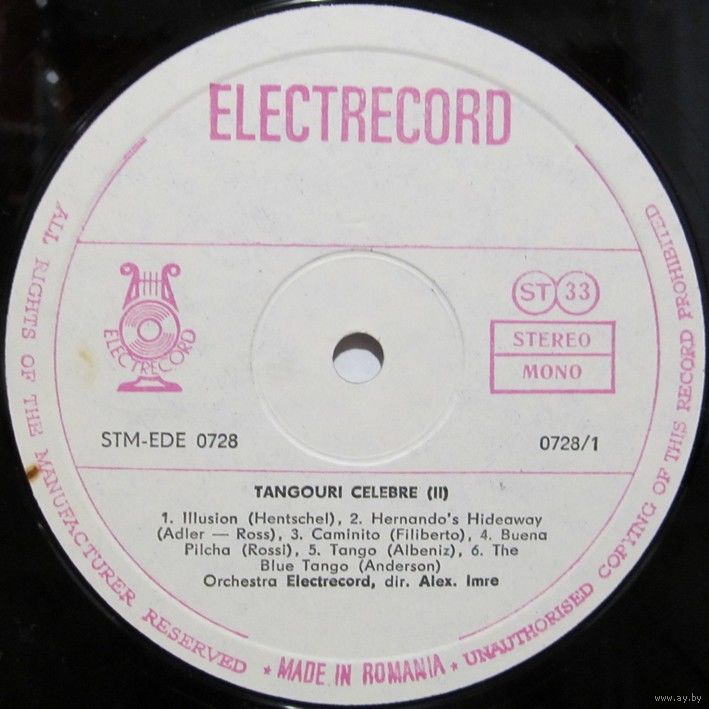 ELECTRECORD
ALL RIGHTS OF THE MANUFACTURER RESERVED ★ MADE IN ROMANIA ★ UNAUTHORISED COPYING OF THIS RECORD PROHIBITED
ELECTRECORD
ST 33
STEREO
MONO
STM-EDE 0728
0728/1
TANGOURI CELEBRE (II)
1. Illusion (Hentschel), 2. Hernando's Hideaway
(Adler — Ross), 3. Caminito (Filiberto), 4. Buena
Pilcha (Rossi), 5. Tango (Albeniz), 6. The
Blue Tango (Anderson)
Orchestra Electrecord, dir. Alex. Imre
www.ay.by